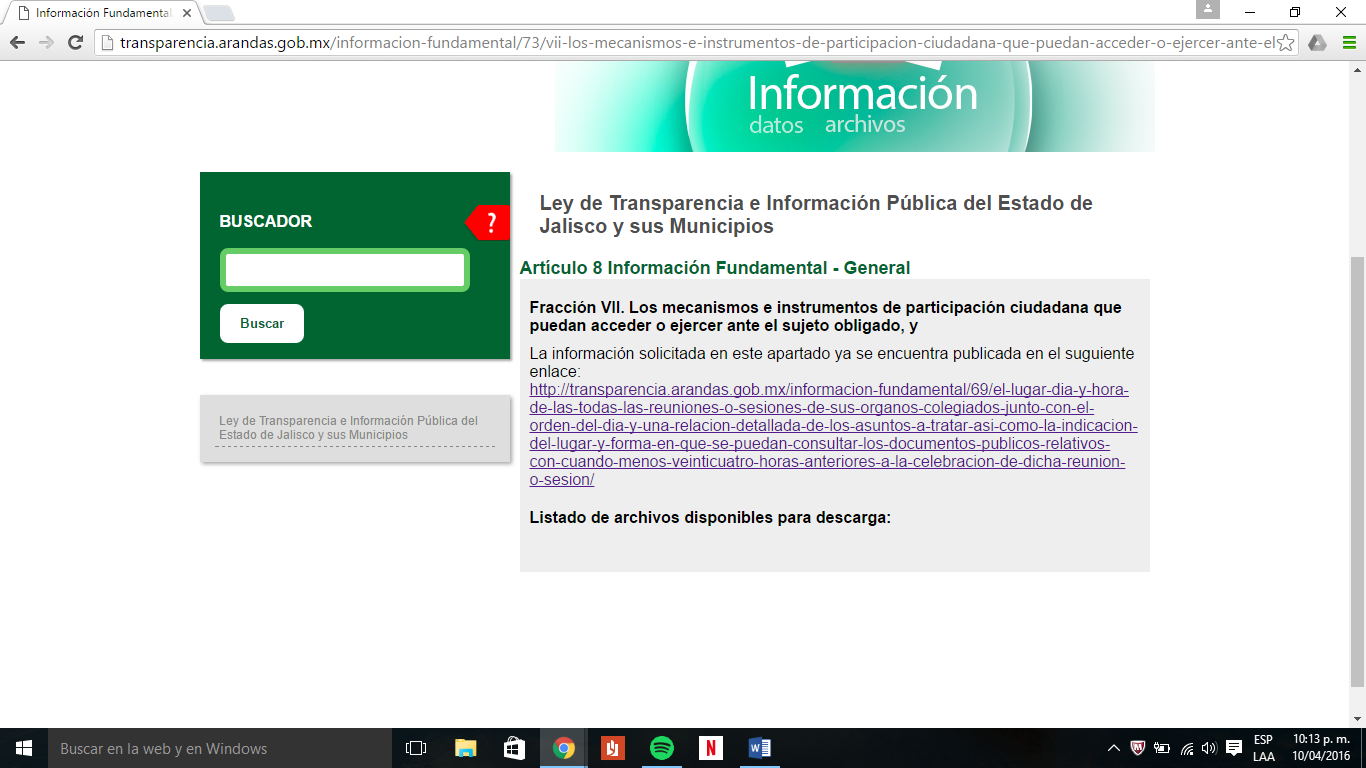 Información Fundamental
transparencia.arandas.gob.mx/informacion-fundamental/73/vii-los-mecanismos-e-instrumentos-de-participacion-ciudadana-que-puedan-acceder-o-ejercer-ante-el
Información
datos archivos
BUSCADOR
?
Buscar
Ley de Transparencia e Información Pública del
Estado de Jalisco y sus Municipios
Ley de Transparencia e Información Pública del Estado de
Jalisco y sus Municipios
Artículo 8 Información Fundamental - General
Fracción VII. Los mecanismos e instrumentos de participación ciudadana que
puedan acceder o ejercer ante el sujeto obligado, y
La información solicitada en este apartado ya se encuentra publicada en el suguiente
enlace:
http://transparencia.arandas.gob.mx/informacion-fundamental/69/el-lugar-dia-y-hora-
de-las-todas-las-reuniones-o-sesiones-de-sus-organos-colegiados-junto-con-el-
orden-del-dia-y-una-relacion-detallada-de-los-asuntos-a-tratar-asi-como-la-indicacion-
del-lugar-y-forma-en-que-se-puedan-consultar-los-documentos-publicos-relativos-
con-cuando-menos-veinticuatro-horas-anteriores-a-la-celebracion-de-dicha-reunion-
o-sesion/
Listado de archivos disponibles para descarga:
Buscar en la web y en Windows
ESP
LAA
10:13 p. m.
10/04/2016